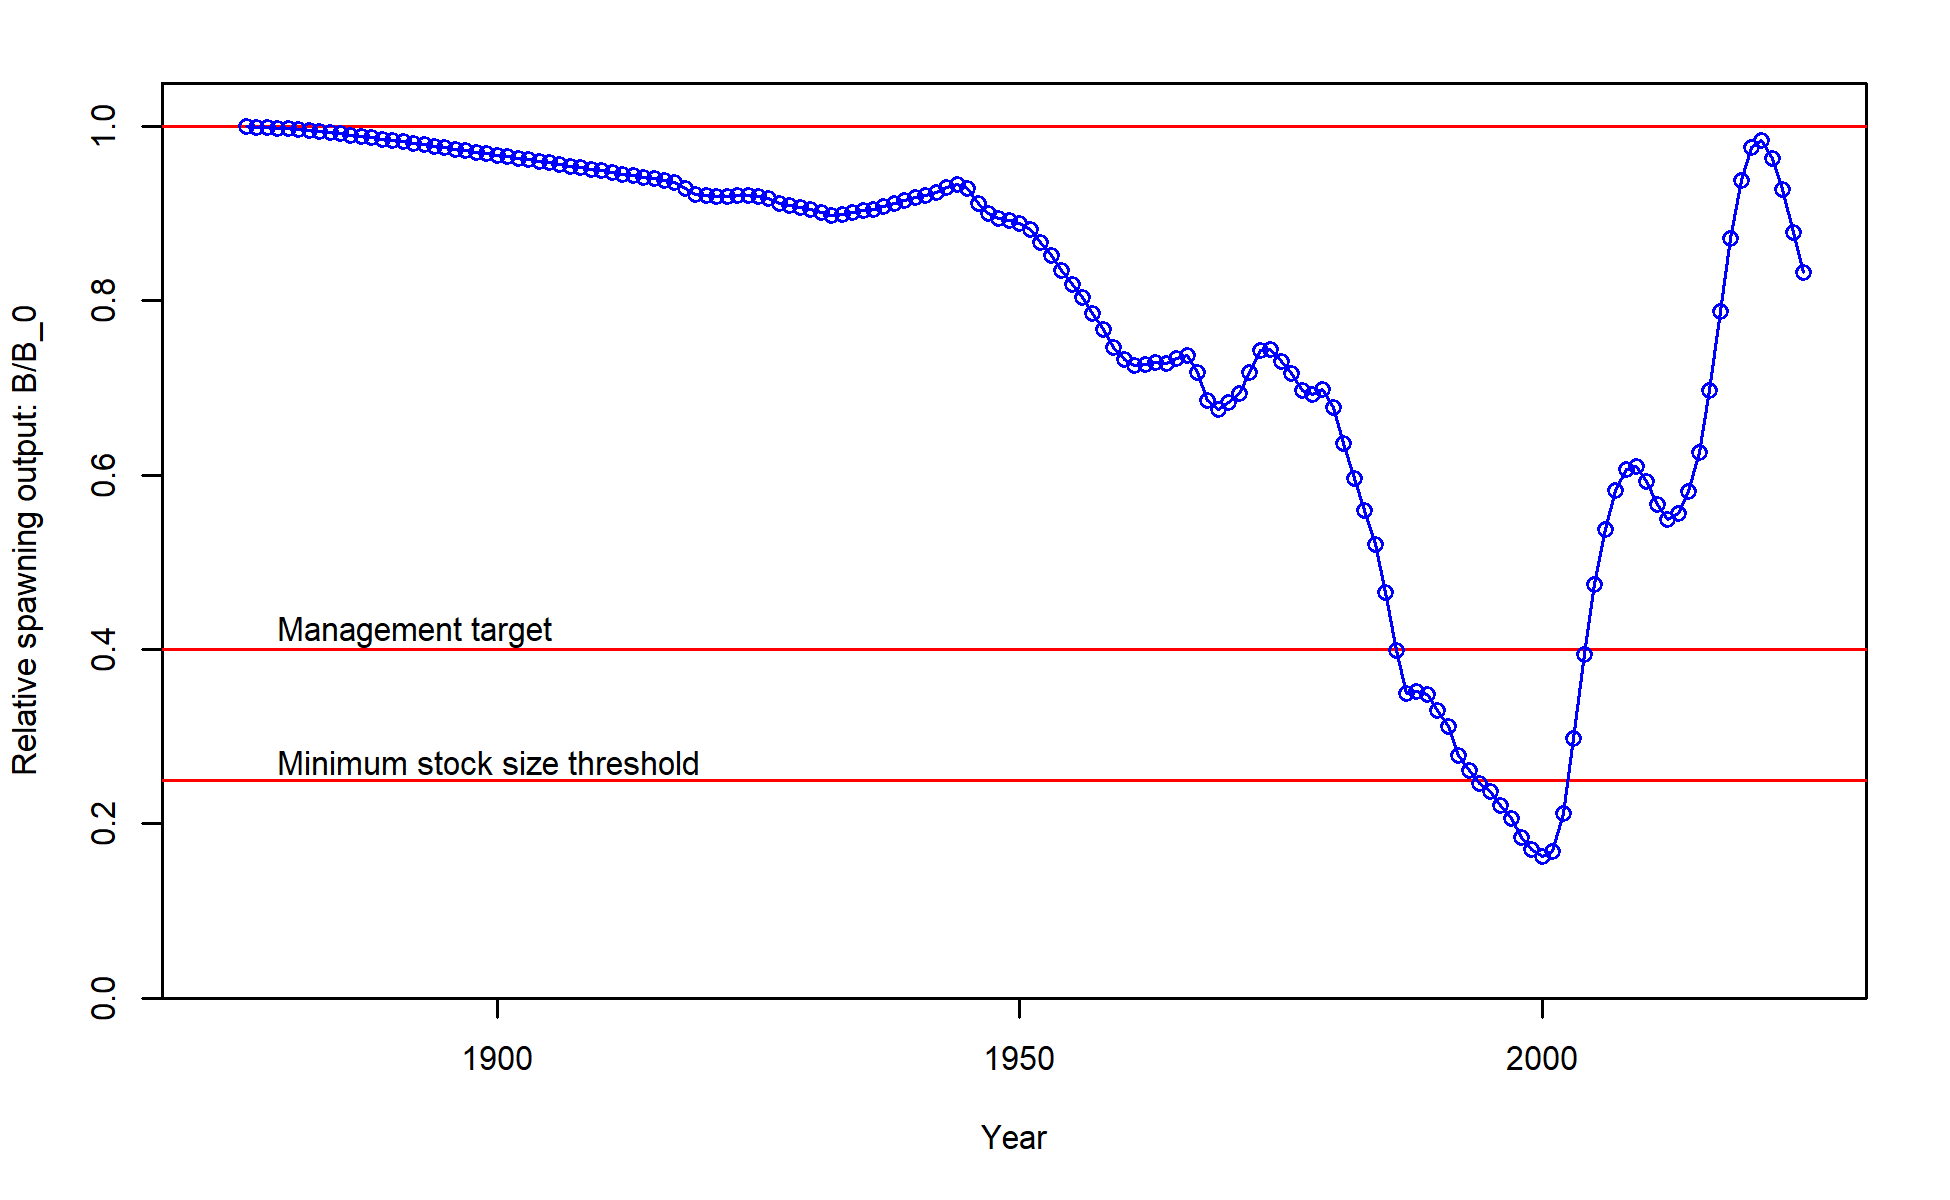 Relative spawning output: B/B_0
1.0
0.8
0.6
0.4
0.2
0.0
Management target
Minimum stock size threshold
1900
1950
2000
Year